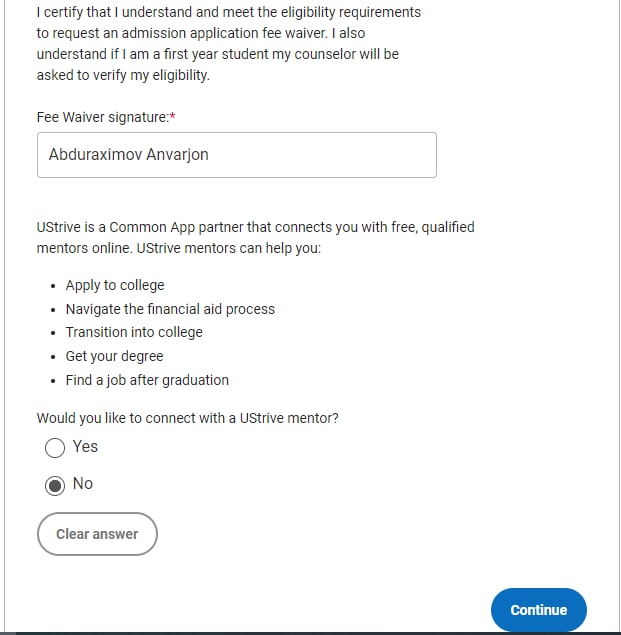 I certify that I understand and meet the eligibility requirements
to request an admission application fee waiver. I also
understand if I am a first year student my counselor will be
asked to verify my eligibility.
Fee Waiver signature:*
Abduraximov Anvarjon
UStrive is a Common App partner that connects you with free, qualified
mentors online. UStrive mentors can help you:
• Apply to college
• Navigate the financial aid process
• Transition into college
• Get your degree
• Find a job after graduation
Would you like to connect with a UStrive mentor?
Yes
No
Clear answer
Continue